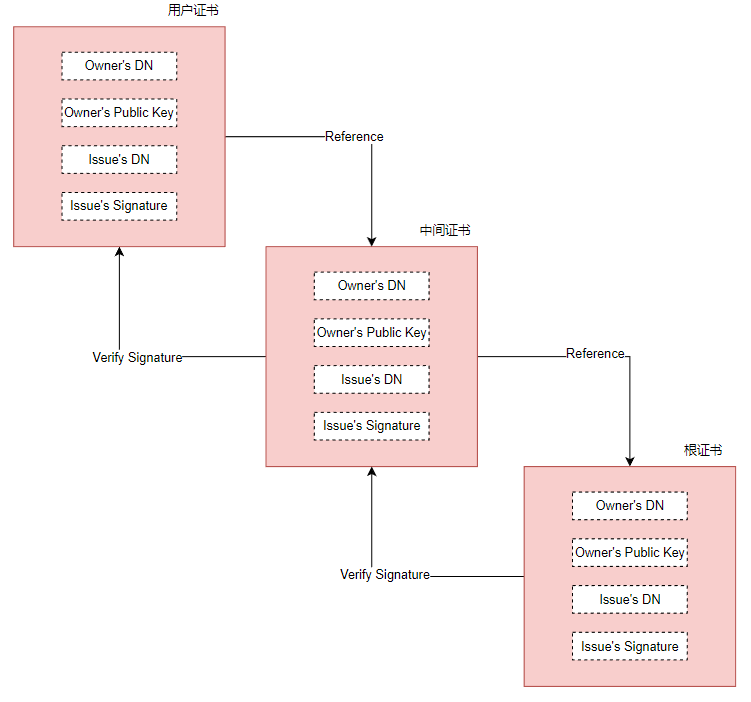 用户证书
Owner's DN
Owner's Public Key
Issue's DN
Issue's Signature
Reference
中间证书
Owner's DN
Owner's Public Key
Issue's DN
Issue's Signature
Verify Signature
Reference
根证书
Owner's DN
Owner's Public Key
Issue's DN
Issue's Signature
Verify Signature